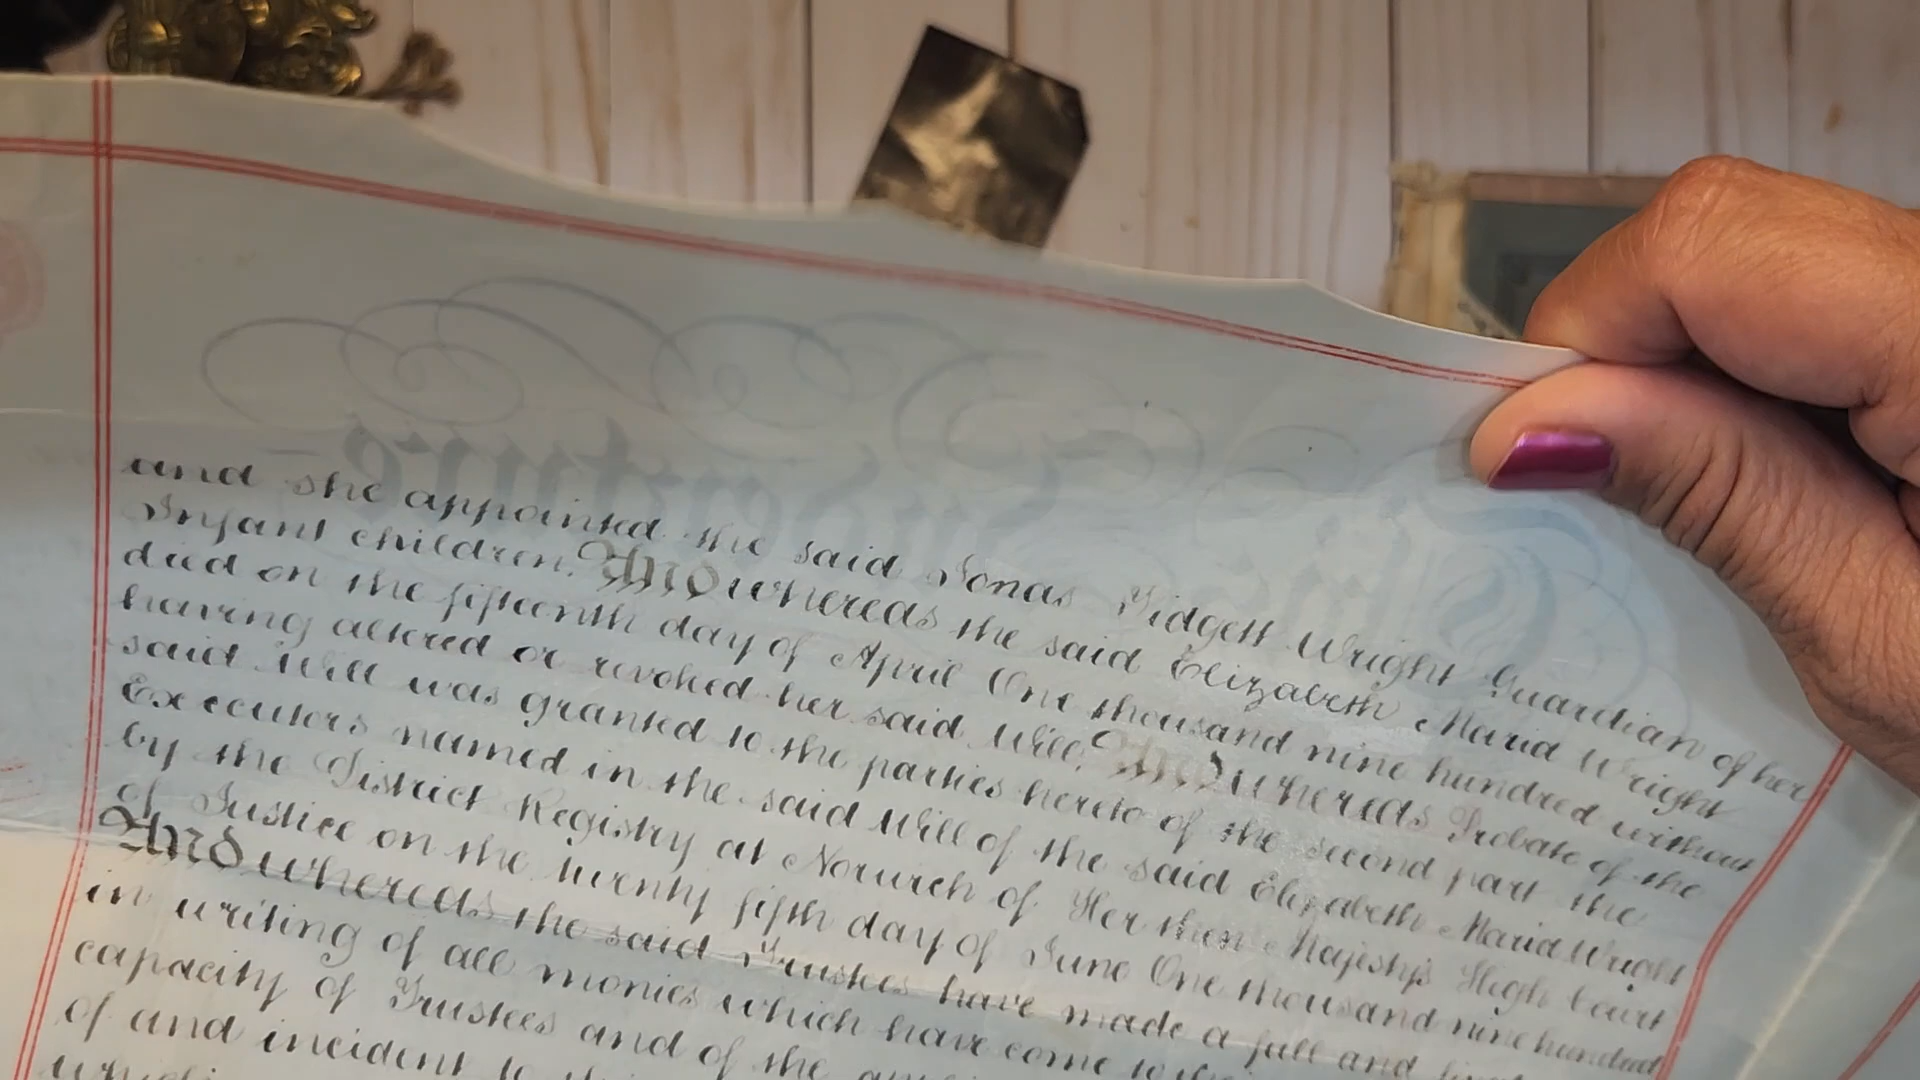 and she appointed the said Jonas Pidgett Wright Guardian of her
Infant children. And whereas the said Elizabeth Maria Wright
died on the fifteenth day of April One thousand nine hundred without
having altered or revoked her said Will. And whereas Probate of the
said Will was granted to the parties hereto of the second part the
Executors named in the said Will of the said Elizabeth Maria Wright
by the District Registry at Norwich of Her then Majesty's High Court
of Justice on the twenty fifth day of June One thousand nine hundred
And whereas the said Trustees have made a full and
in writing of all monies which have come to
capacity of Trustees and of the
of and incident to
This Indenture